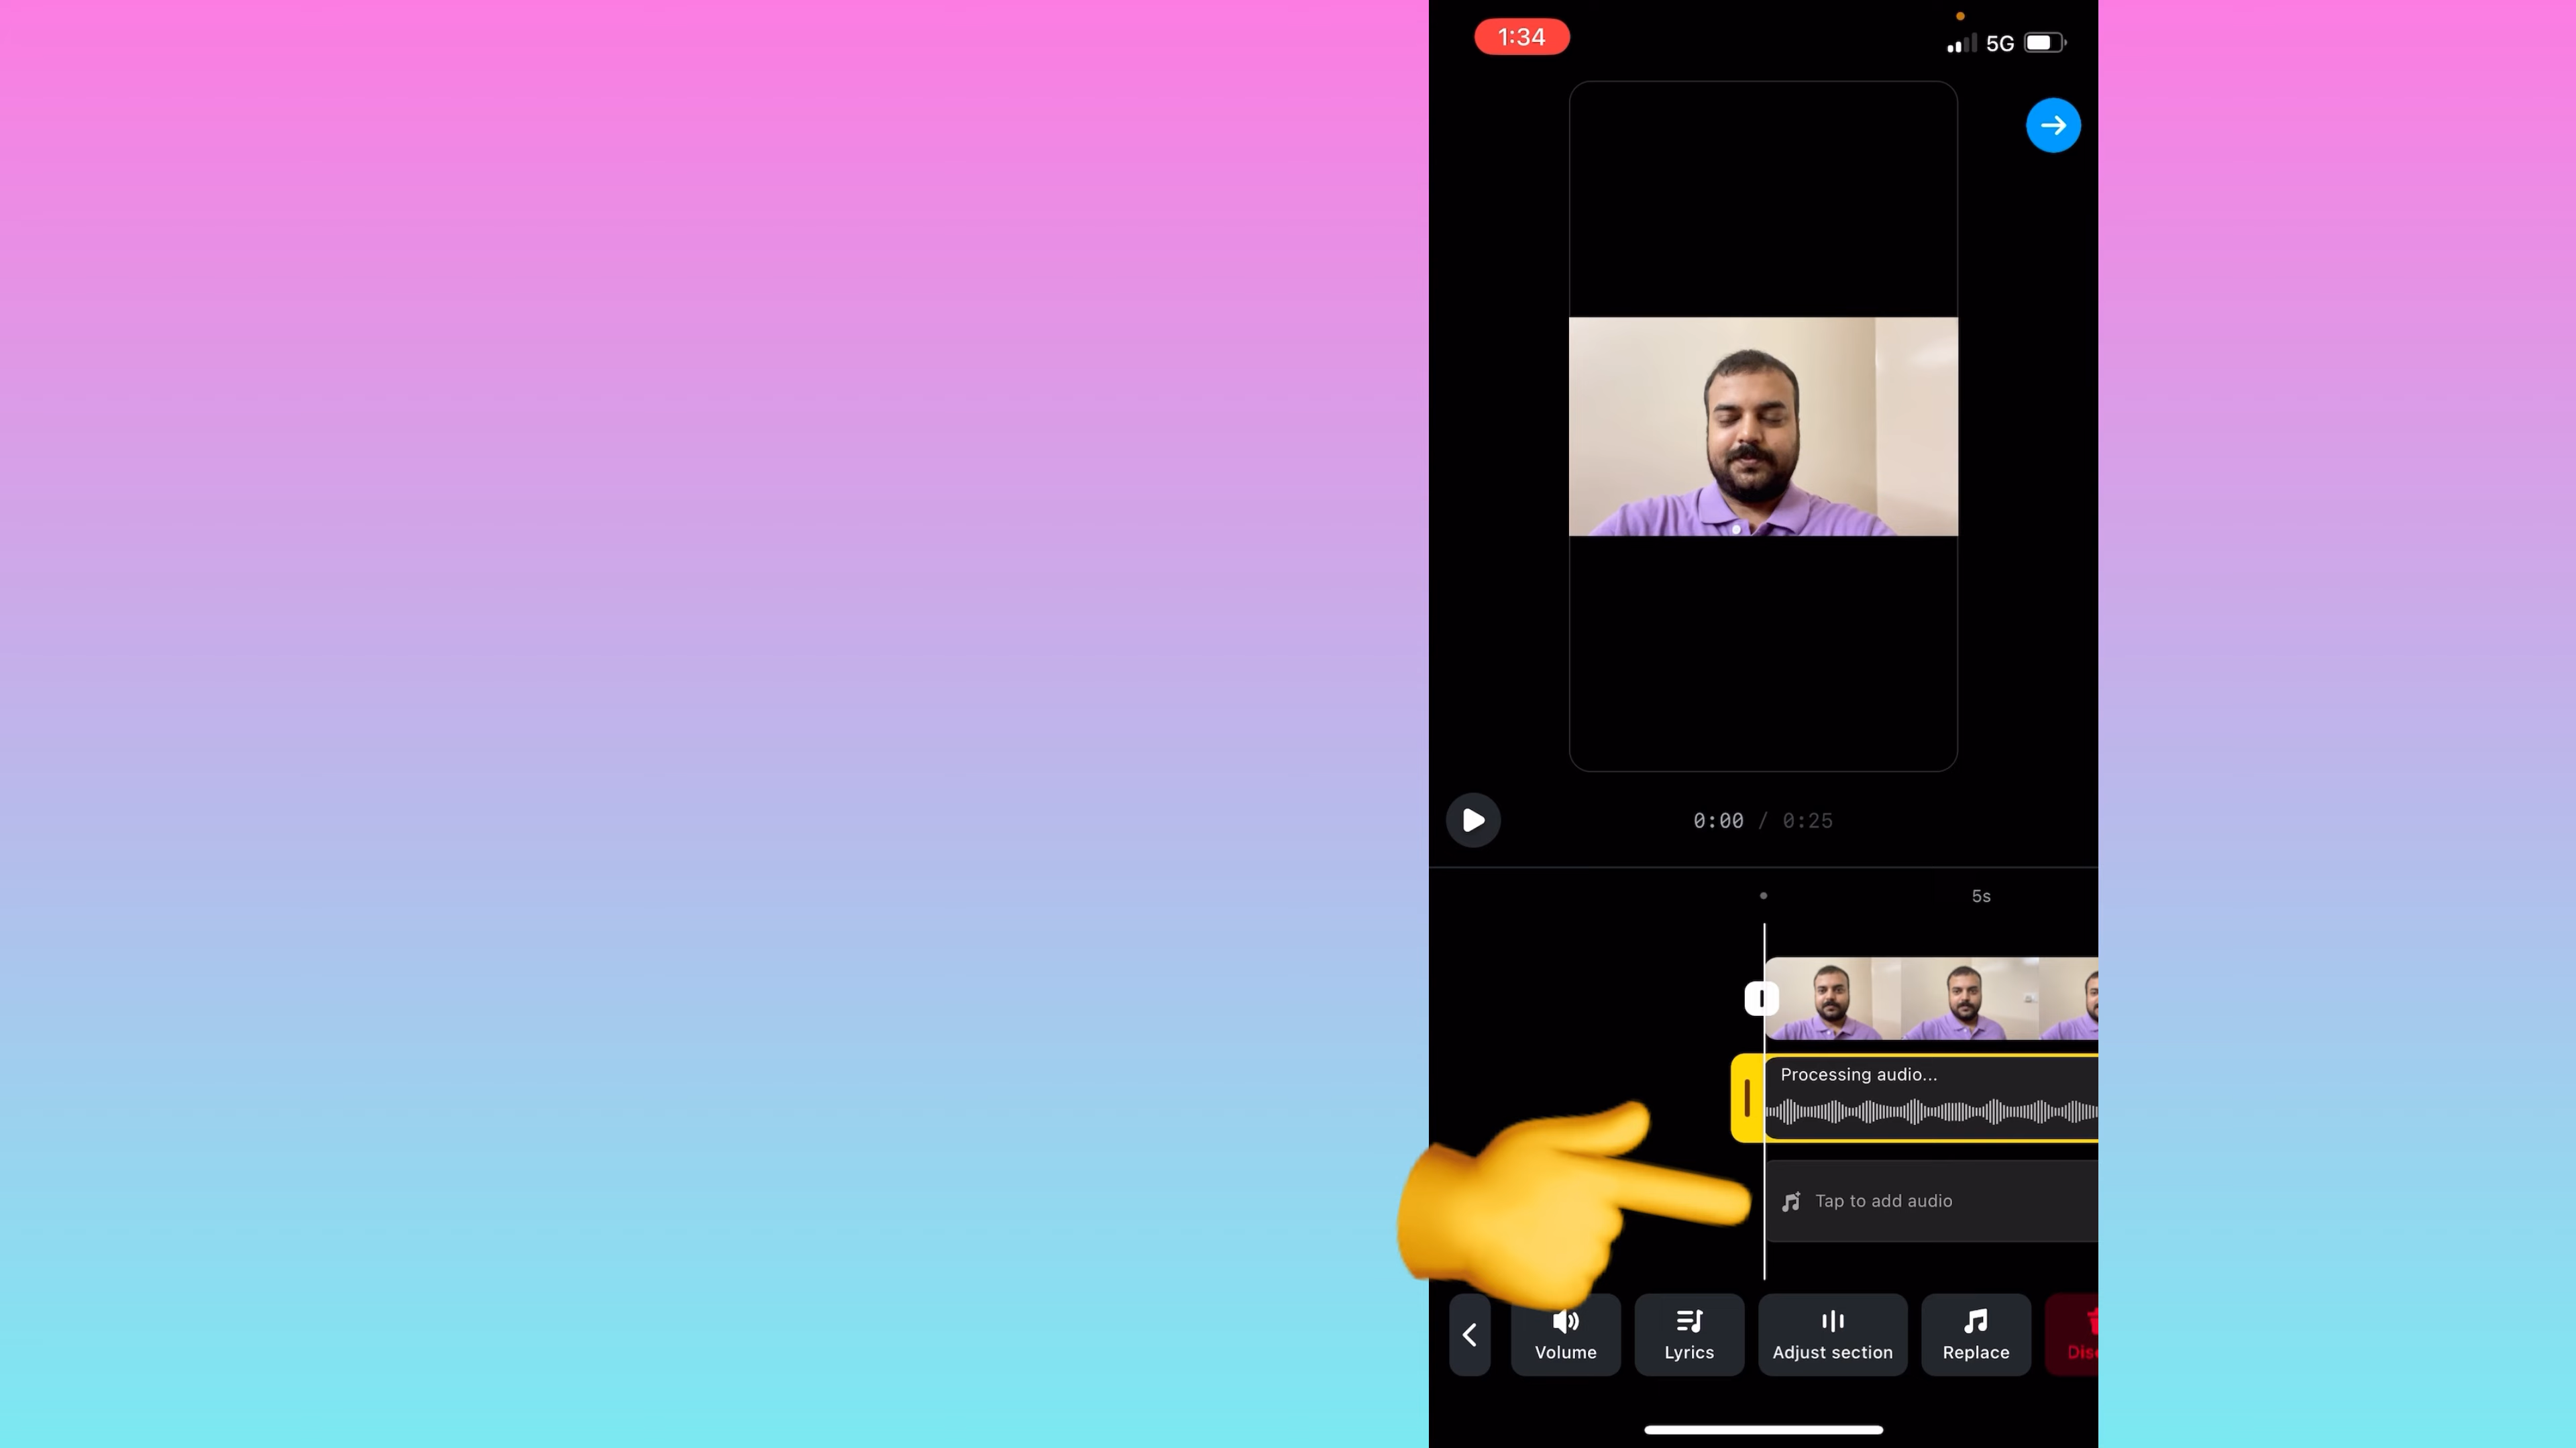 1:34
5G
0:00 / 0:25
5s
Processing audio...
Tap to add audio
Volume
Lyrics
Adjust section
Replace